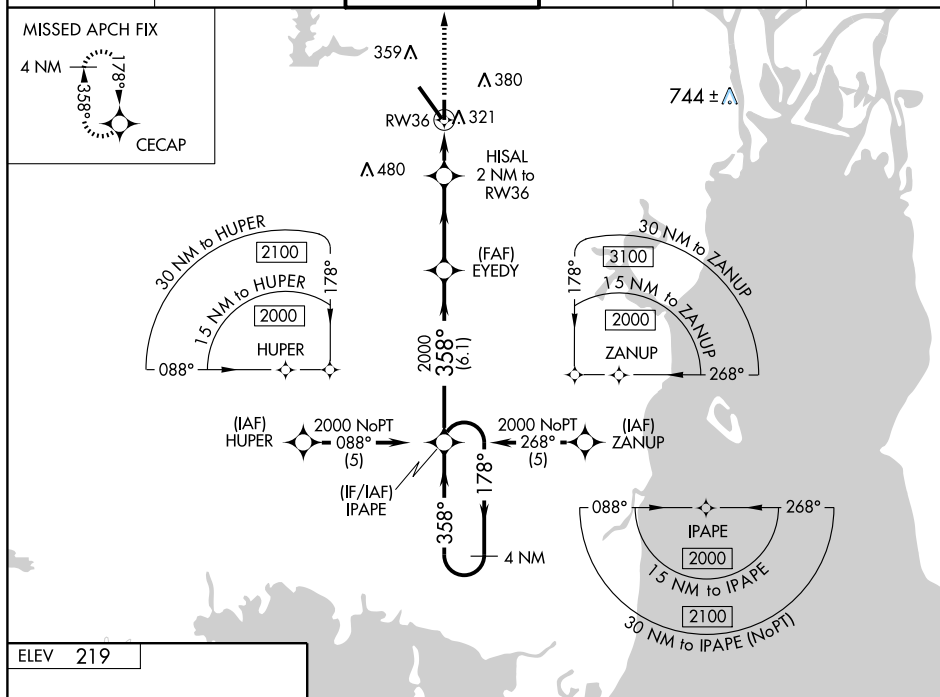 MISSED APCH FIX
4 NM
178°
358°
CECAP
359
380
744 ±
RW36
321
480
HISAL
2 NM to
RW36
(FAF)
EYEDY
30 NM to HUPER
2100
15 NM to HUPER
2000
178°
HUPER
088°
30 NM to ZANUP
3100
15 NM to ZANUP
2000
178°
ZANUP
268°
2000
358°
(6.1)
(IAF)
HUPER
2000 NoPT
088°
(5)
2000 NoPT
268°
(5)
(IAF)
ZANUP
(IF/IAF)
IPAPE
358°
178°
4 NM
088°
268°
IPAPE
2000
15 NM to IPAPE
2100
30 NM to IPAPE (NoPT)
ELEV 219